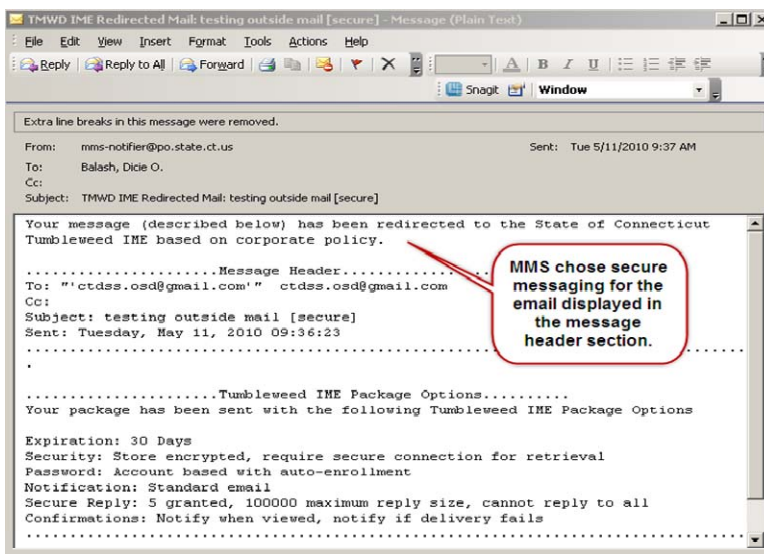 TMWD IME Redirected Mail: testing outside mail [secure] - Message (Plain Text)
File Edit View Insert Format Tools Actions Help
Reply Reply to All Forward A B I U
Snagit Window
Extra line breaks in this message were removed.
From: mms-notifier@po.state.ct.us Sent: Tue 5/11/2010 9:37 AM
To: Balash, Dicie O.
Cc:
Subject: TMWD IME Redirected Mail: testing outside mail [secure]
Your message (described below) has been redirected to the State of Connecticut
Tumbleweed IME based on corporate policy.
......................Message Header..................
To: "'ctdss.osd@gmail.com'" ctdss.osd@gmail.com
Cc:
Subject: testing outside mail [secure]
Sent: Tuesday, May 11, 2010 09:36:23
................................................................................
.
......................Tumbleweed IME Package Options..........
Your package has been sent with the following Tumbleweed IME Package Options
Expiration: 30 Days
Security: Store encrypted, require secure connection for retrieval
Password: Account based with auto-enrollment
Notification: Standard email
Secure Reply: 5 granted, 100000 maximum reply size, cannot reply to all
Confirmations: Notify when viewed, notify if delivery fails
................................................................................
MMS chose secure
messaging for the
email displayed in
the message
header section.